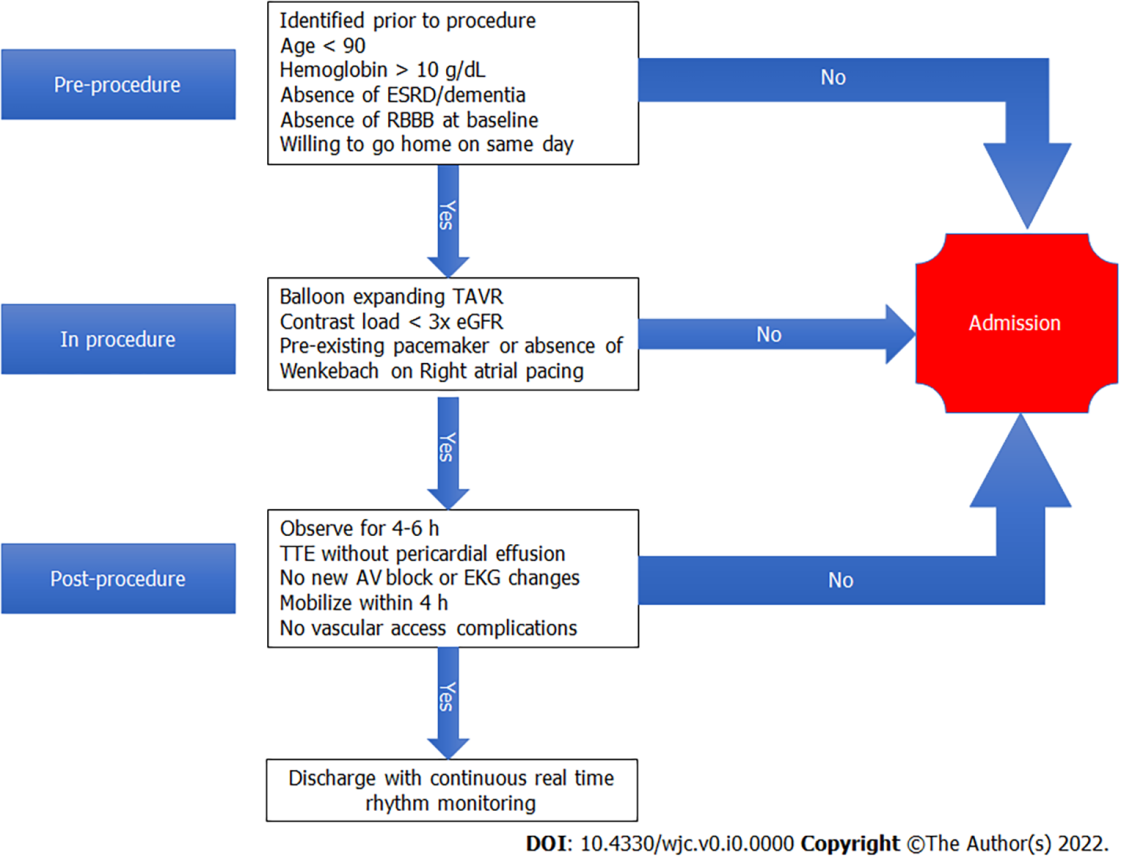 Pre-procedure
Identified prior to procedure
Age < 90
Hemoglobin > 10 g/dL
Absence of ESRD/dementia
Absence of RBBB at baseline
Willing to go home on same day
No
Yes
In procedure
Balloon expanding TAVR
Contrast load < 3x eGFR
Pre-existing pacemaker or absence of
Wenkebach on Right atrial pacing
No
Admission
Yes
Post-procedure
Observe for 4-6 h
TTE without pericardial effusion
No new AV block or EKG changes
Mobilize within 4 h
No vascular access complications
No
Yes
Discharge with continuous real time
rhythm monitoring
DOI: 10.4330/wjc.v0.i0.0000 Copyright ©The Author(s) 2022.